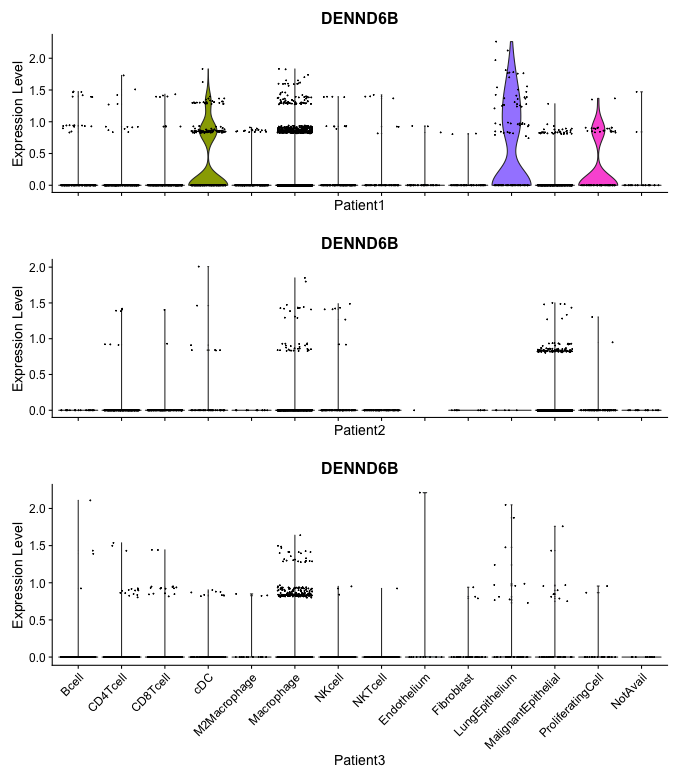 DENND6B
Expression Level
2.0
1.5
1.0
0.5
0.0
Patient1
DENND6B
Expression Level
2.0
1.5
1.0
0.5
0.0
Patient2
DENND6B
Expression Level
2.0
1.5
1.0
0.5
0.0
Bcell
CD4Tcell
CD8Tcell
cDC
M2Macrophage
Macrophage
NKcell
NKTcell
Endothelium
Fibroblast
LungEpithelium
MalignantEpithelial
ProliferatingCell
NotAvail
Patient3